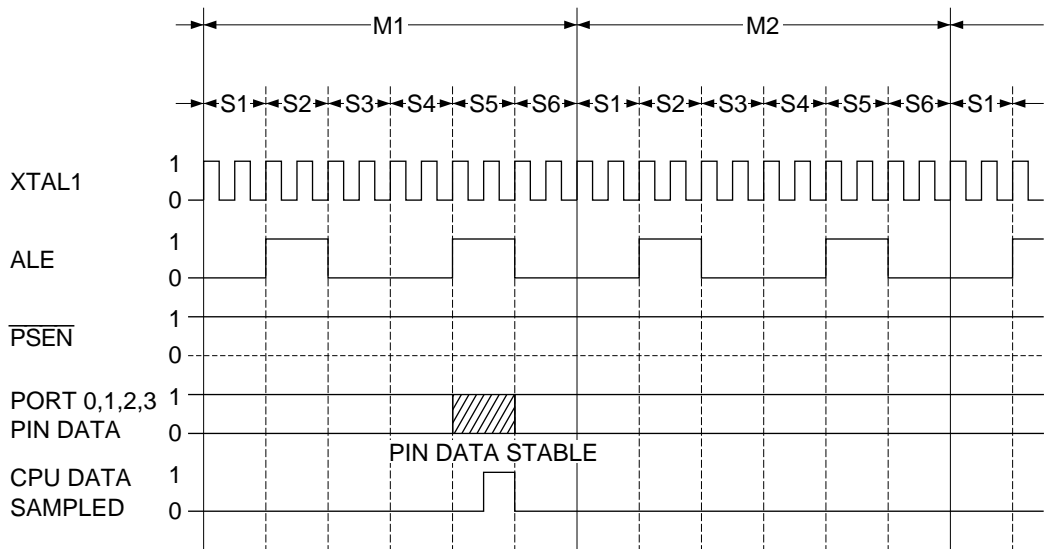 M1 M2
S1 S2 S3 S4 S5 S6 S1 S2 S3 S4 S5 S6 S1
XTAL1 1
0
ALE 1
0
PSEN 1
0
PORT 0,1,2,3 1
PIN DATA 0
PIN DATA STABLE
CPU DATA 1
SAMPLED 0